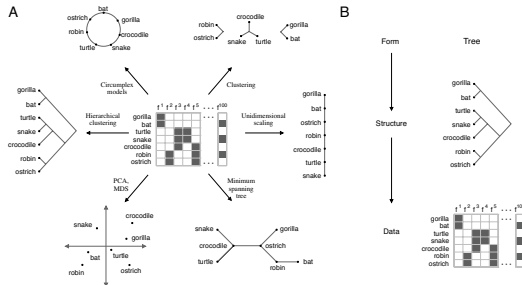 A
bat
ostrich
gorilla
robin
crocodile
turtle
snake
crocodile
robin
ostrich
snake
turtle
gorilla
bat
Circumplex
models
Clustering
gorilla
bat
turtle
snake
crocodile
robin
ostrich
Hierarchical
clustering
f1 f2 f3 f4 f5 ... f100
gorilla
bat
turtle
snake
crocodile
robin
ostrich
...
Unidimensional
scaling
gorilla
bat
ostrich
robin
crocodile
turtle
snake
PCA,
MDS
Minimum
spanning
tree
snake
crocodile
gorilla
bat
turtle
robin
ostrich
snake
gorilla
crocodile
ostrich
turtle
robin
bat
B
Form
Tree
Structure
gorilla
bat
turtle
snake
crocodile
robin
ostrich
Data
f1 f2 f3 f4 f5 ...
gorilla
bat
turtle
snake
crocodile
robin
ostrich
...